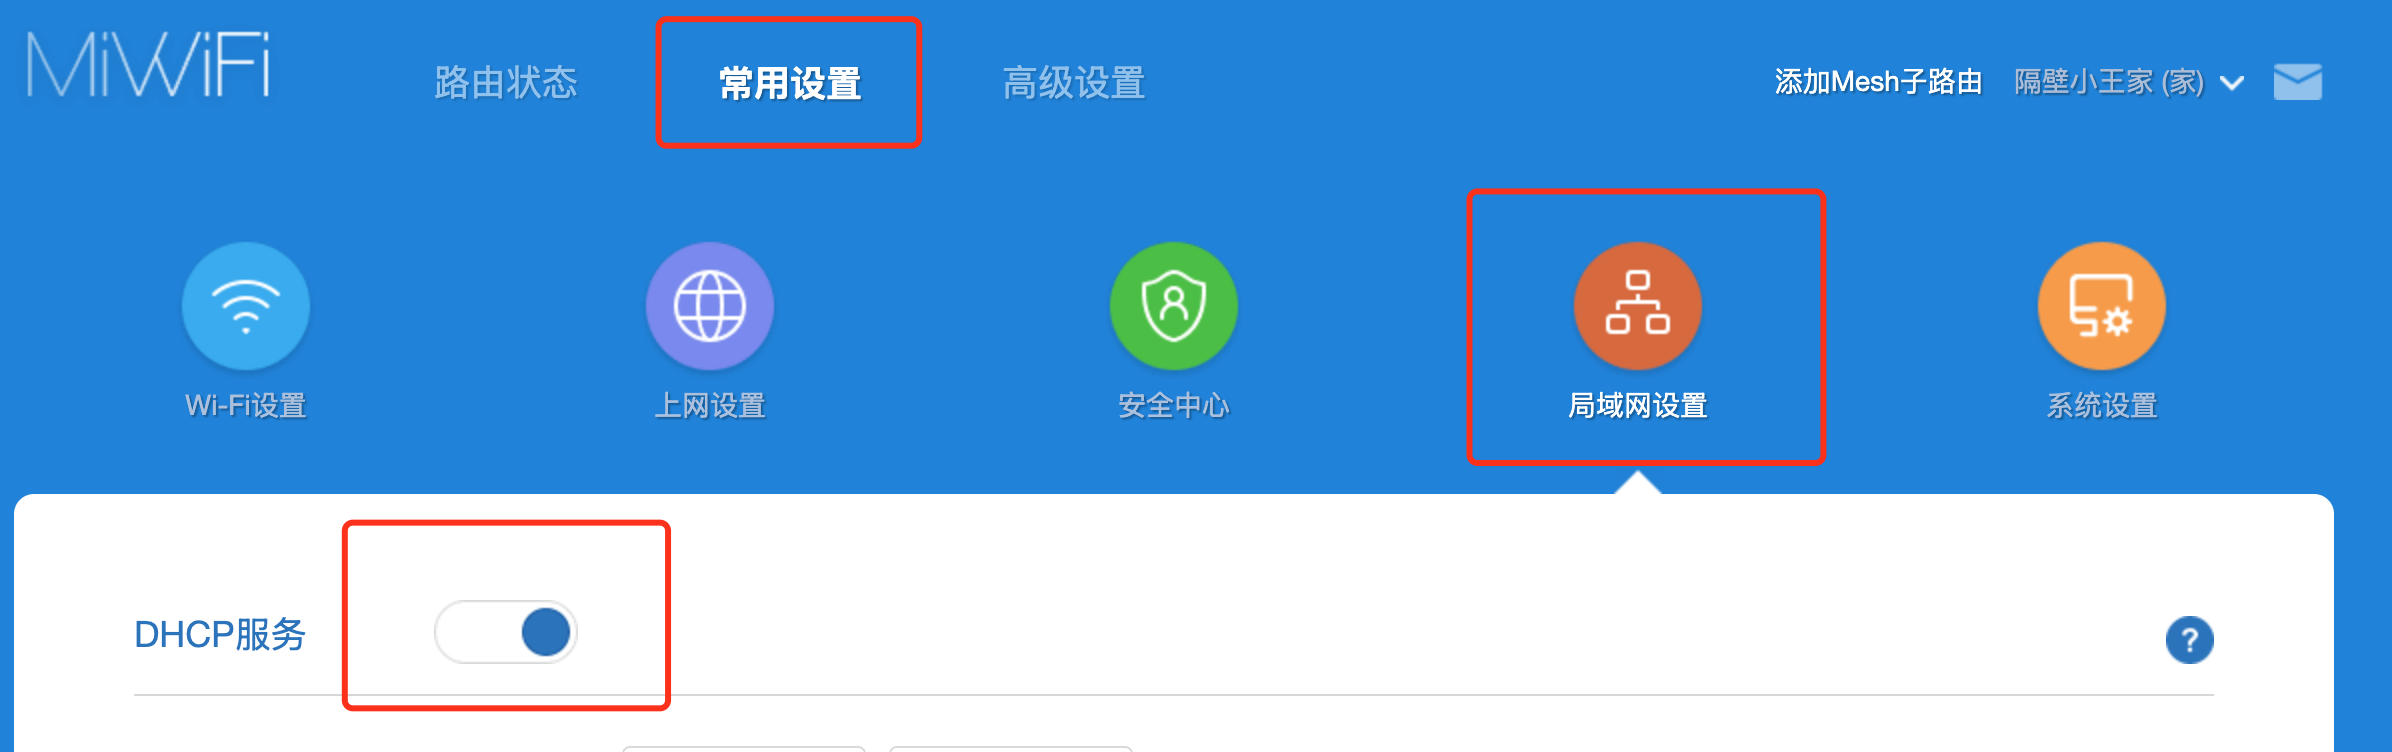 MiWiFi
路由状态 常用设置 高级设置 添加Mesh子路由 隔壁小王家 (家)
Wi-Fi设置 上网设置 安全中心 局域网设置 系统设置
DHCP服务 ?